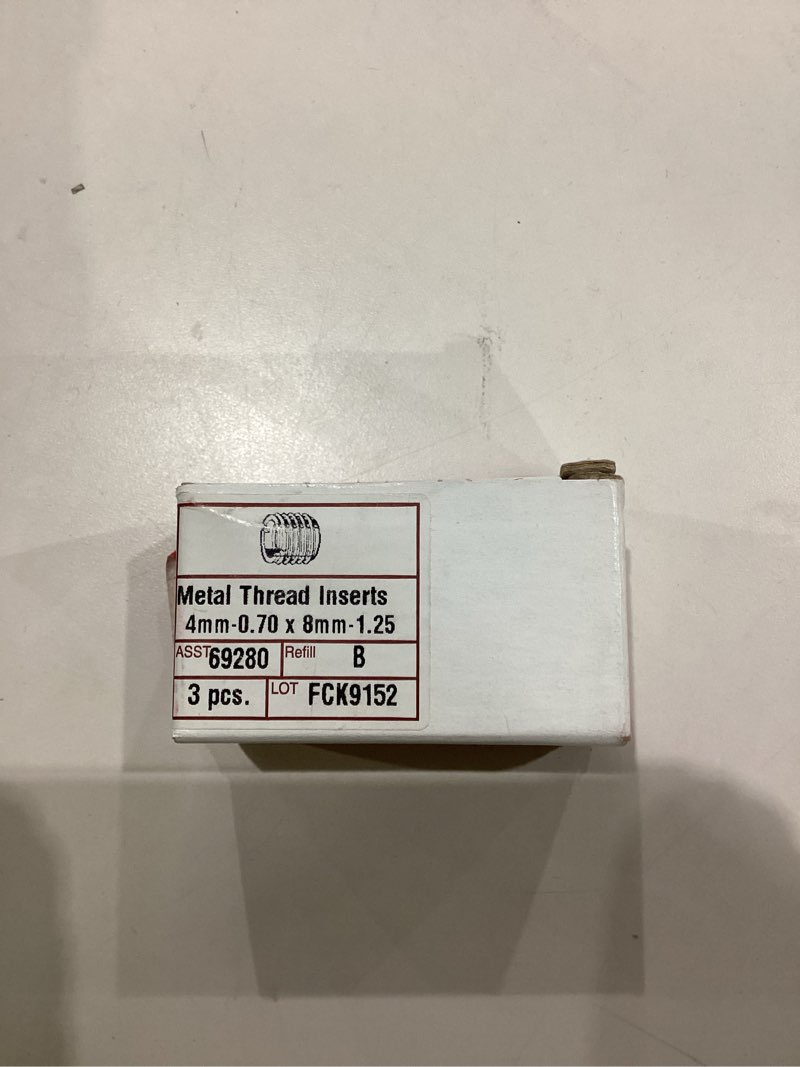 Metal Thread Inserts
4mm-0.70 x 8mm-1.25
ASST 69280 Refill B
3 pcs. LOT FCK9152